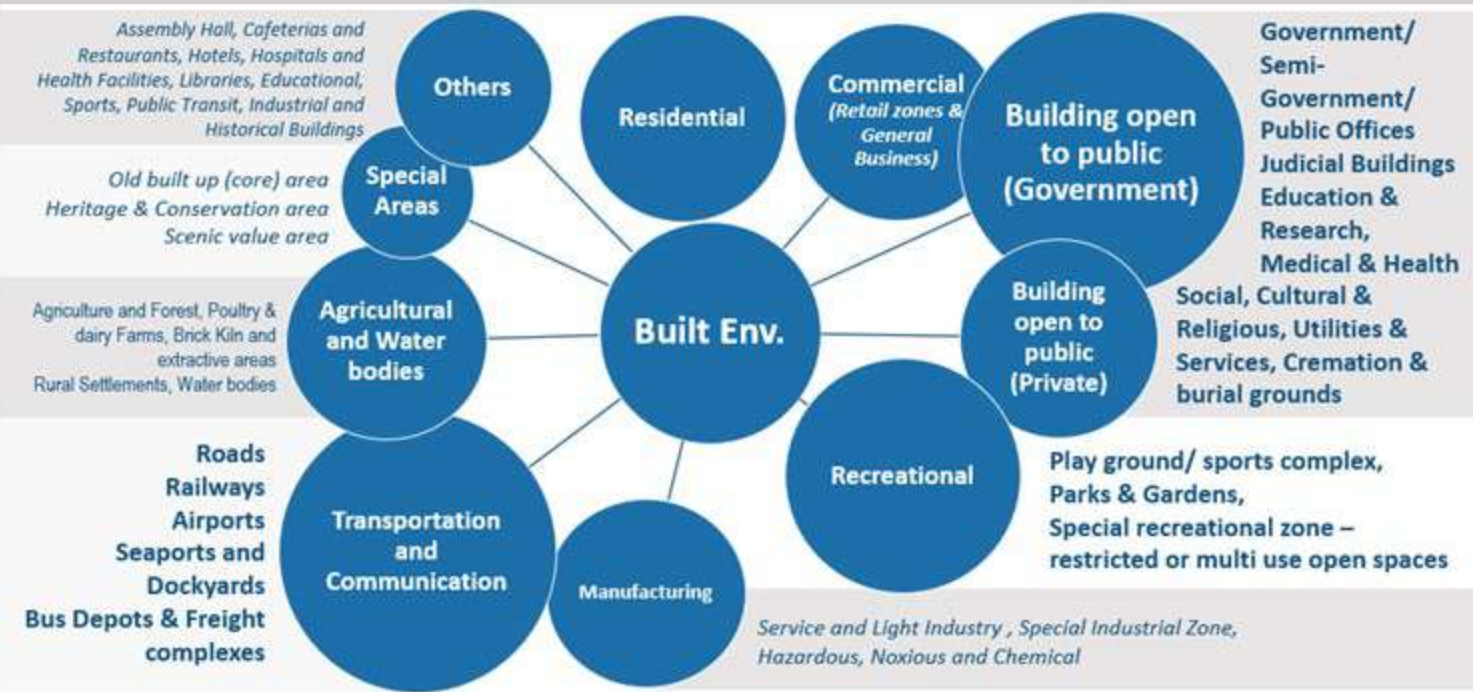 Assembly Hall, Cafeterias and
Restaurants, Hotels, Hospitals and
Health Facilities, Libraries, Educational,
Sports, Public Transit, Industrial and
Historical Buildings
Others
Residential
Commercial
(Retail zones &
General
Business)
Building open
to public
(Government)
Government/
Semi-
Government/
Public Offices
Judicial Buildings
Education &
Research,
Medical & Health
Social, Cultural &
Religious, Utilities &
Services, Cremation &
burial grounds
Old built up (core) area
Heritage & Conservation area
Scenic value area
Special
Areas
Agriculture and Forest, Poultry &
dairy Farms, Brick Kiln and
extractive areas
Rural Settlements, Water bodies
Agricultural
and Water
bodies
Built Env.
Building
open to
public
(Private)
Roads
Railways
Airports
Seaports and
Dockyards
Bus Depots & Freight
complexes
Transportation
and
Communication
Manufacturing
Service and Light Industry , Special Industrial Zone,
Hazardous, Noxious and Chemical
Recreational
Play ground/ sports complex,
Parks & Gardens,
Special recreational zone –
restricted or multi use open spaces